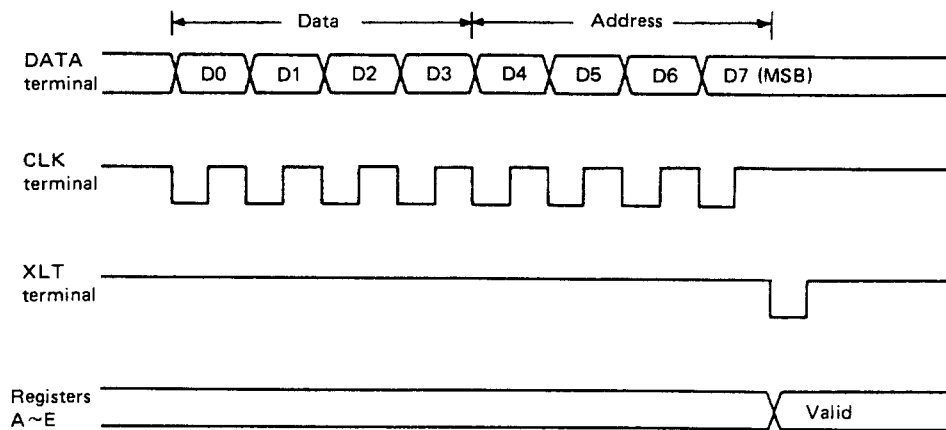 Data Address
DATA
terminal
D0 D1 D2 D3 D4 D5 D6 D7 (MSB)
CLK
terminal
XLT
terminal
Registers
A~E
Valid